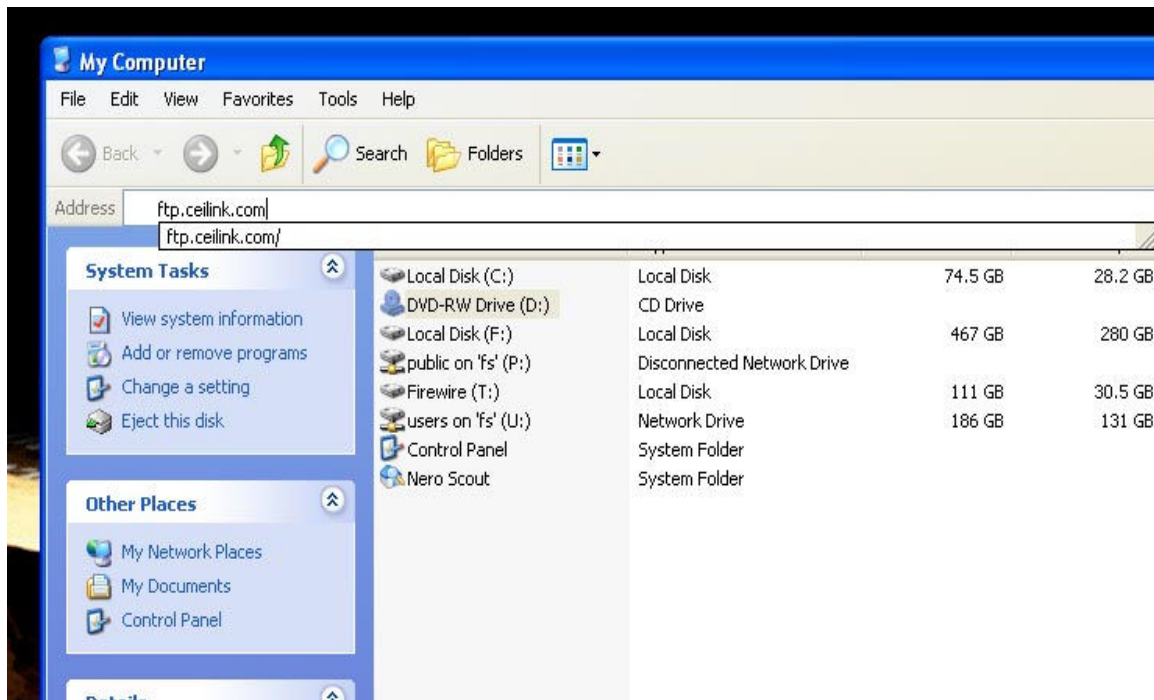 My Computer
File Edit View Favorites Tools Help
Back Search Folders
Address ftp.ceilink.com
ftp.ceilink.com/
System Tasks
View system information
Add or remove programs
Change a setting
Eject this disk
Other Places
My Network Places
My Documents
Control Panel
Details
Local Disk (C:) Local Disk 74.5 GB 28.2 GB
DVD-RW Drive (D:) CD Drive
Local Disk (F:) Local Disk 467 GB 280 GB
public on 'fs' (P:) Disconnected Network Drive
Firewire (T:) Local Disk 111 GB 30.5 GB
users on 'fs' (U:) Network Drive 186 GB 131 GB
Control Panel System Folder
Nero Scout System Folder